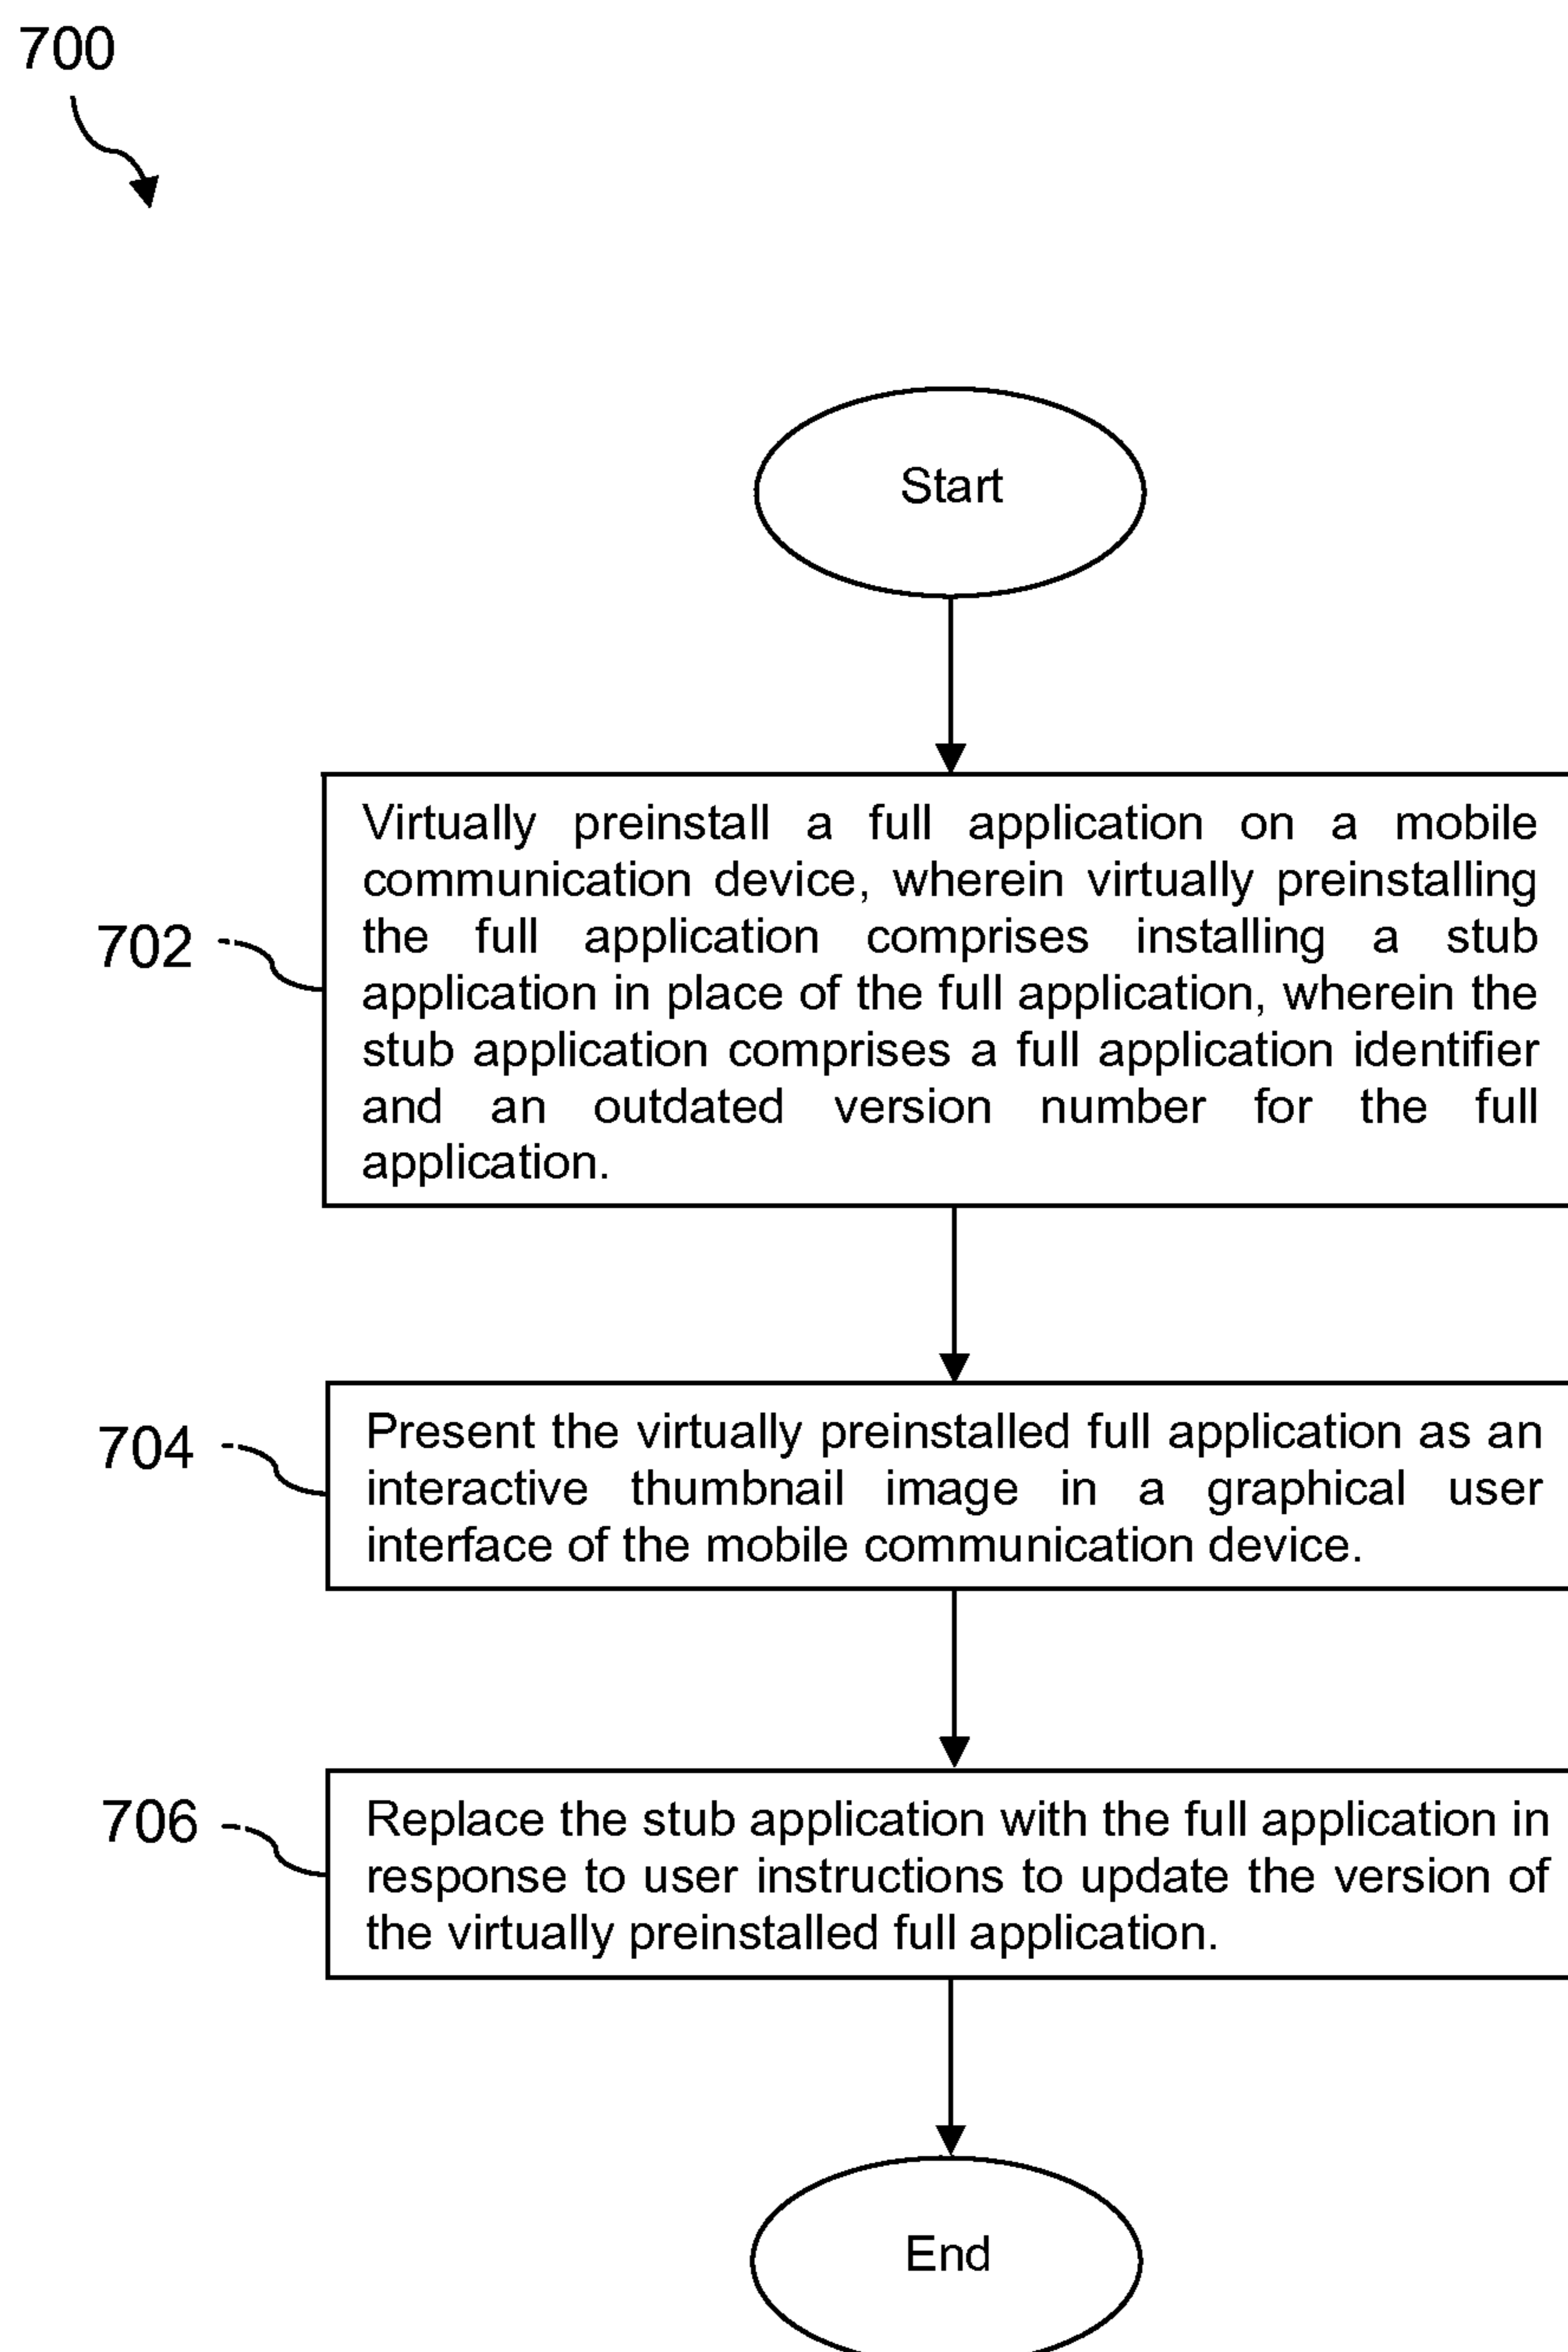 700
Start
702
Virtually preinstall a full application on a mobile
communication device, wherein virtually preinstalling
the full application comprises installing a stub
application in place of the full application, wherein the
stub application comprises a full application identifier
and an outdated version number for the full
application.
704
Present the virtually preinstalled full application as an
interactive thumbnail image in a graphical user
interface of the mobile communication device.
706
Replace the stub application with the full application in
response to user instructions to update the version of
the virtually preinstalled full application.
End